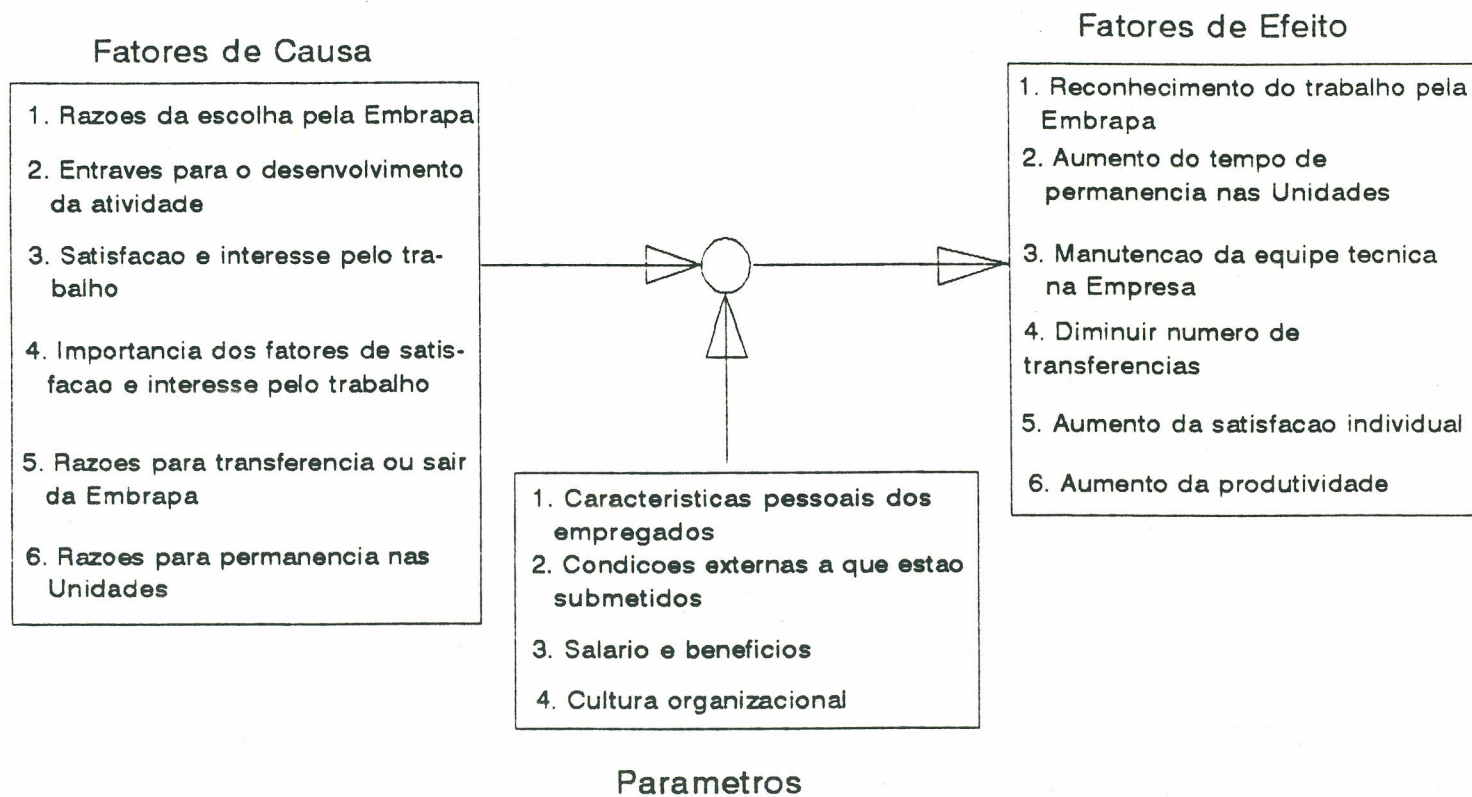 Fatores de Causa
1. Razoes da escolha pela Embrapa
2. Entraves para o desenvolvimento
da atividade
3. Satisfacao e interesse pelo tra-
balho
4. Importancia dos fatores de satis-
facao e interesse pelo trabalho
5. Razoes para transferencia ou sair
da Embrapa
6. Razoes para permanencia nas
Unidades
1. Caracteristicas pessoais dos
empregados
2. Condicoes externas a que estao
submetidos
3. Salário e beneficios
4. Cultura organizacional
Parametros
Fatores de Efeito
1. Reconhecimento do trabalho pela
Embrapa
2. Aumento do tempo de
permanencia nas Unidades
3. Manutencao da equipe tecnica
na Empresa
4. Diminuir numero de
transferencias
5. Aumento da satisfacao individual
6. Aumento da produtividade